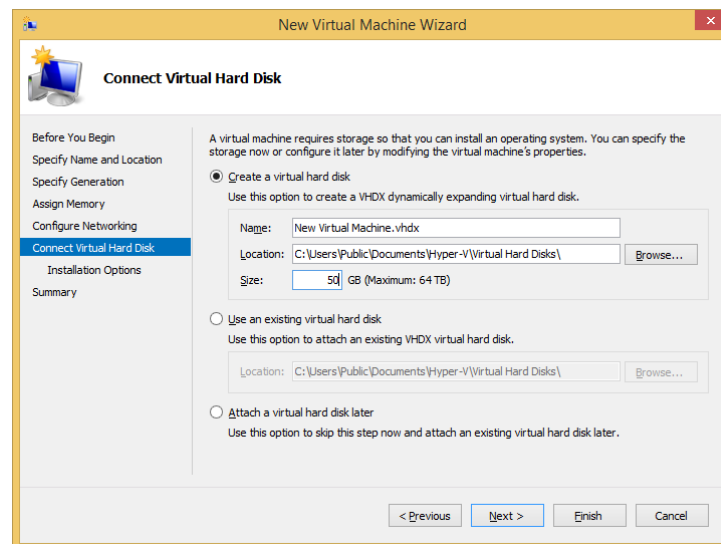 New Virtual Machine Wizard
Connect Virtual Hard Disk
Before You Begin
Specify Name and Location
Specify Generation
Assign Memory
Configure Networking
Connect Virtual Hard Disk
Installation Options
Summary
A virtual machine requires storage so that you can install an operating system. You can specify the
storage now or configure it later by modifying the virtual machine's properties.
Create a virtual hard disk
Use this option to create a VHDX dynamically expanding virtual hard disk.
Name: New Virtual Machine.vhdx
Location: C:\Users\Public\Documents\Hyper-V\Virtual Hard Disks\ Browse...
Size: 50 GB (Maximum: 64 TB)
Use an existing virtual hard disk
Use this option to attach an existing VHDX virtual hard disk.
Location: C:\Users\Public\Documents\Hyper-V\Virtual Hard Disks\ Browse...
Attach a virtual hard disk later
Use this option to skip this step now and attach an existing virtual hard disk later.
< Previous Next > Finish Cancel